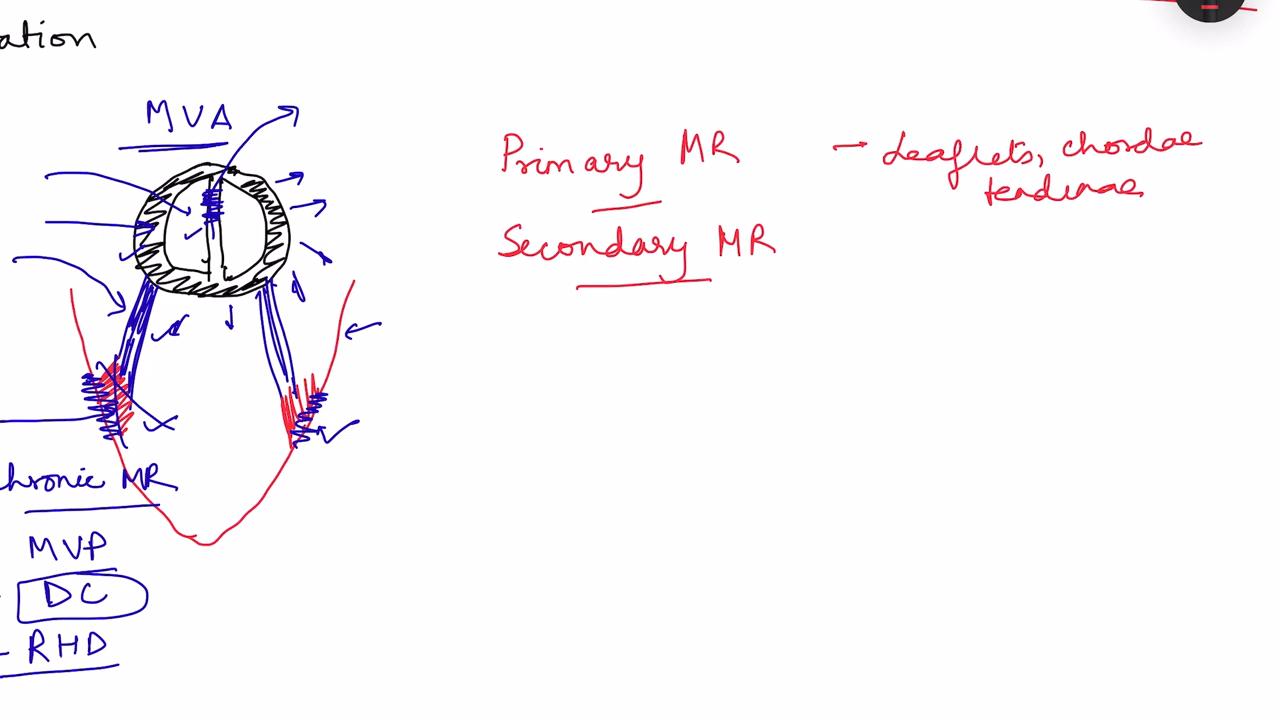 ation
MVA
Primary MR → Leaflets, chordae
tendinae
Secondary MR
hronic MR
MVP
DC
- RHD